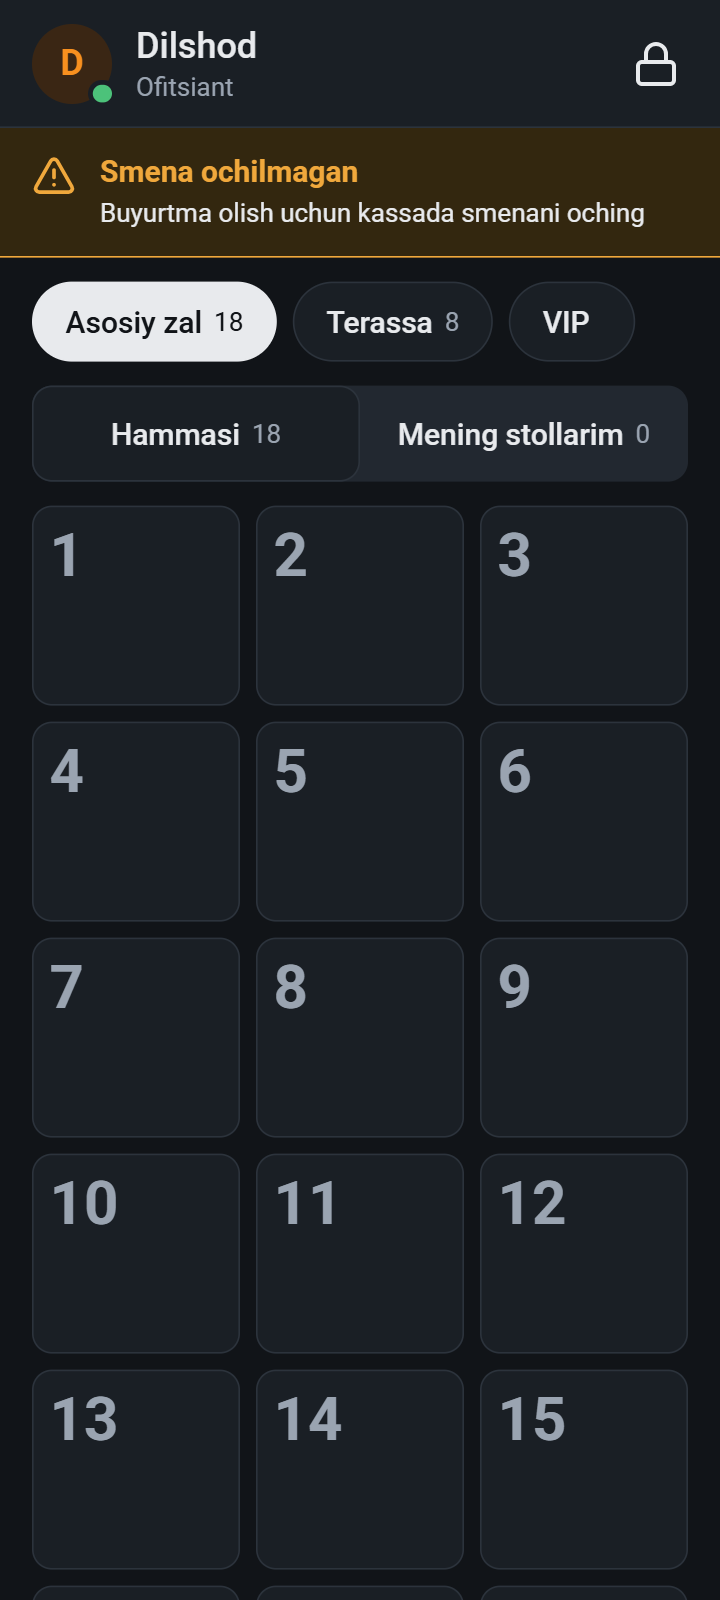 D
Dilshod
Ofitsiant
Smena ochilmagan
Buyurtma olish uchun kassada smenani oching
Asosiy zal 18
Terassa 8
VIP
Hammasi 18
Mening stollarim 0
1
2
3
4
5
6
7
8
9
10
11
12
13
14
15